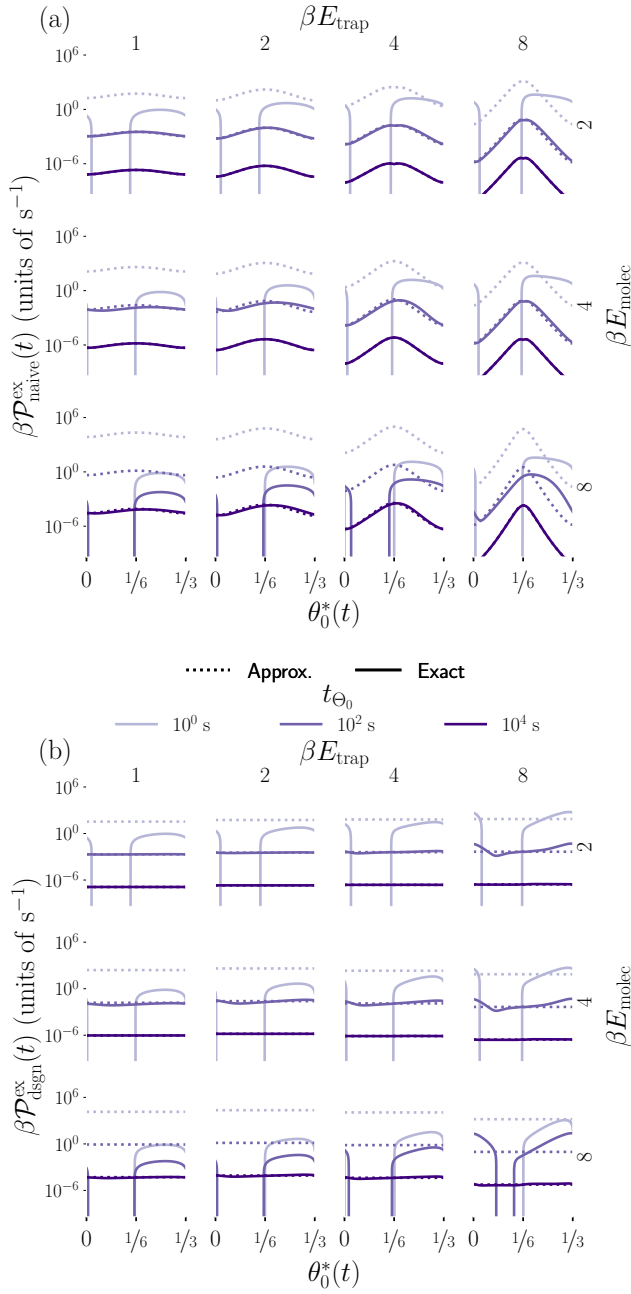 (a)
βE_trap
1 2 4 8
10^6
10^0
10^−6
2
10^6
10^0
10^−6
4
10^6
10^0
10^−6
8
βP^ex_naive(t) (units of s^−1)
βE_molec
0 1/6 1/3 0 1/6 1/3 0 1/6 1/3 0 1/6 1/3
θ*_0(t)
Approx. Exact
t_Θ_0
10^0 s 10^2 s 10^4 s
(b)
βE_trap
1 2 4 8
10^6
10^0
10^−6
2
10^6
10^0
10^−6
4
10^6
10^0
10^−6
8
βP^ex_dsgn(t) (units of s^−1)
βE_molec
0 1/6 1/3 0 1/6 1/3 0 1/6 1/3 0 1/6 1/3
θ*_0(t)